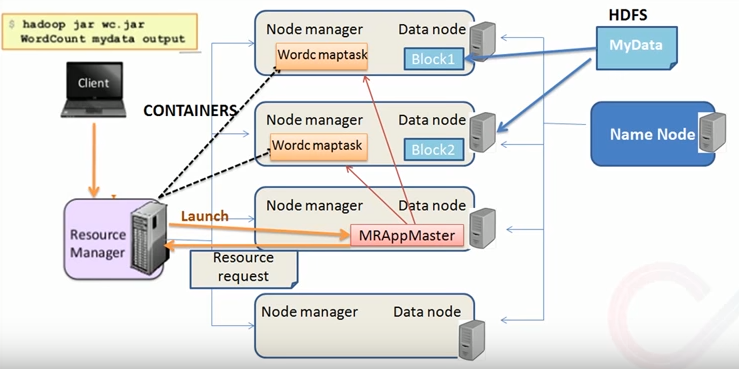 $ hadoop jar wc.jar
WordCount mydata output
Client
CONTAINERS
HDFS
MyData
Name Node
Node manager
Data node
Wordc maptask
Block1
Node manager
Data node
Wordc maptask
Block2
Node manager
Data node
MRAppMaster
Resource
Manager
Launch
Resource
request
Node manager
Data node